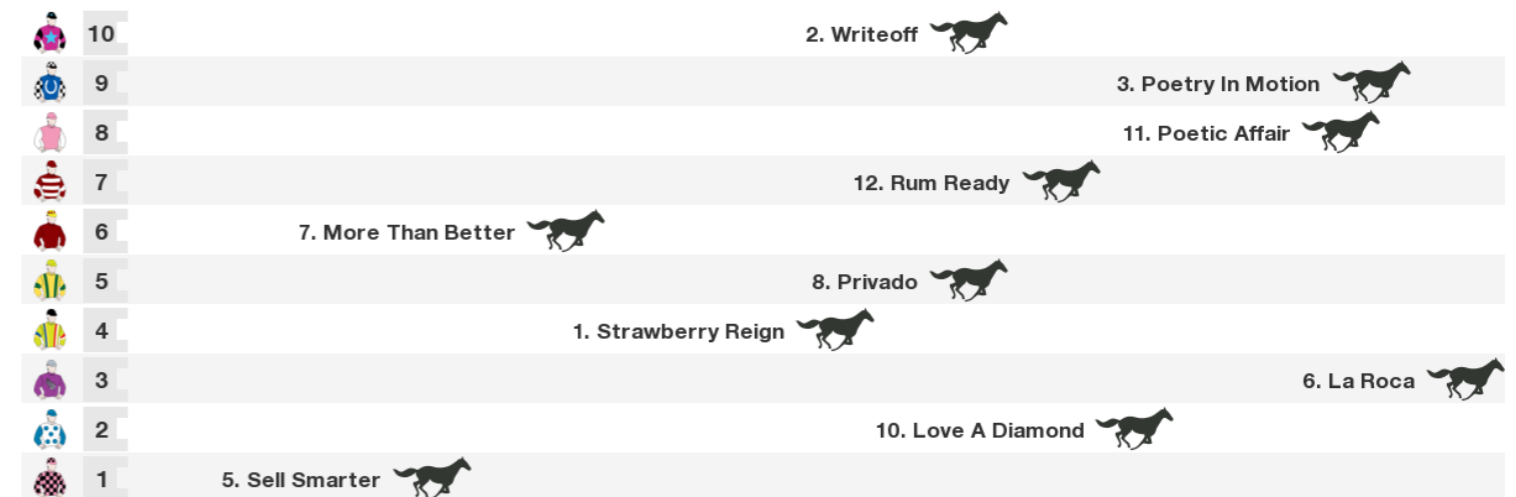 10 2. Writeoff
9 3. Poetry In Motion
8 11. Poetic Affair
7 12. Rum Ready
6 7. More Than Better
5 8. Privado
4 1. Strawberry Reign
3 6. La Roca
2 10. Love A Diamond
1 5. Sell Smarter